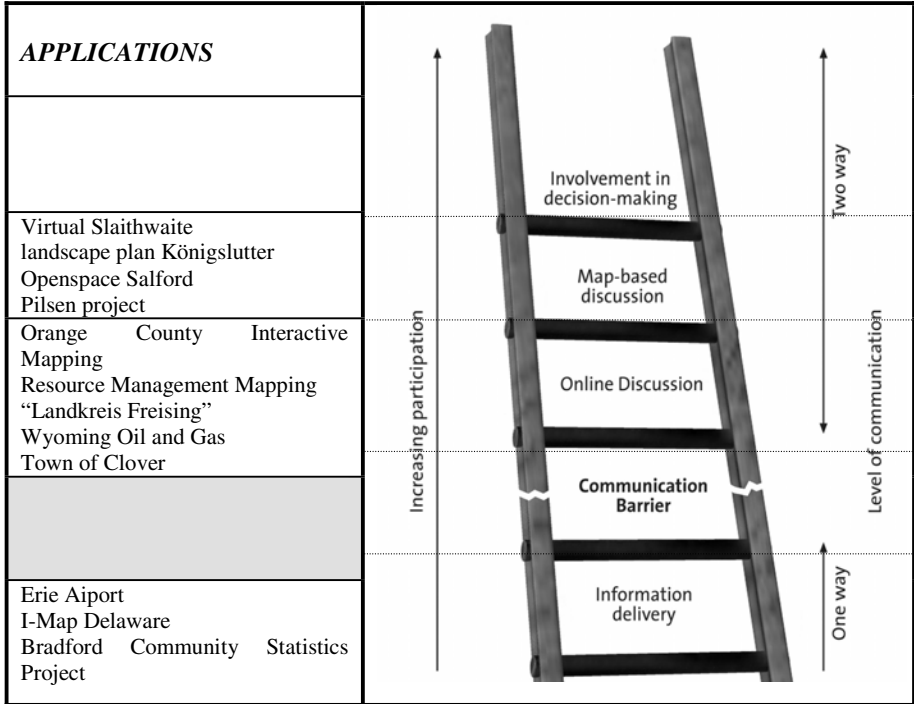 APPLICATIONS
Virtual Slaithwaite
landscape plan Königslutter
Openspace Salford
Pilsen project
Orange County Interactive
Mapping
Resource Management Mapping
“Landkreis Freising”
Wyoming Oil and Gas
Town of Clover
Erie Aiport
I-Map Delaware
Bradford Community Statistics
Project
Increasing participation
Involvement in
decision-making
Map-based
discussion
Online Discussion
Communication
Barrier
Information
delivery
Two way
One way
Level of communication